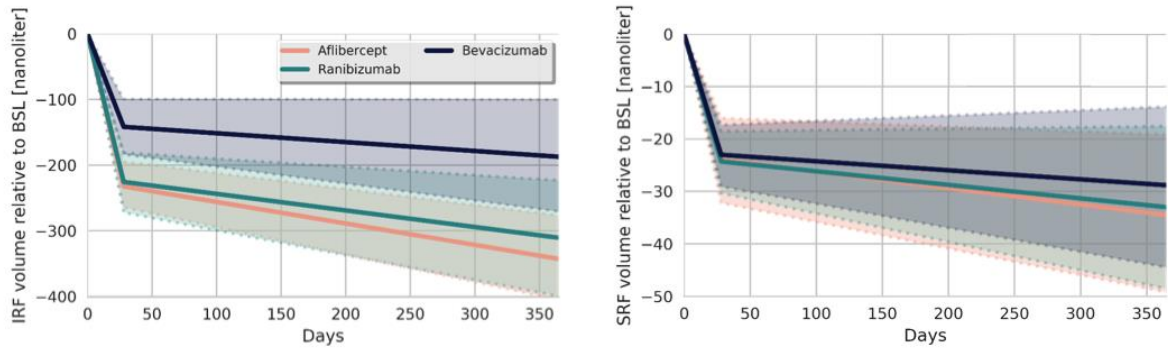 IRF volume relative to BSL [nanoliter]
0
−100
−200
−300
−400
Aflibercept
Ranibizumab
Bevacizumab
0 50 100 150 200 250 300 350
Days
SRF volume relative to BSL [nanoliter]
0
−10
−20
−30
−40
−50
0 50 100 150 200 250 300 350
Days